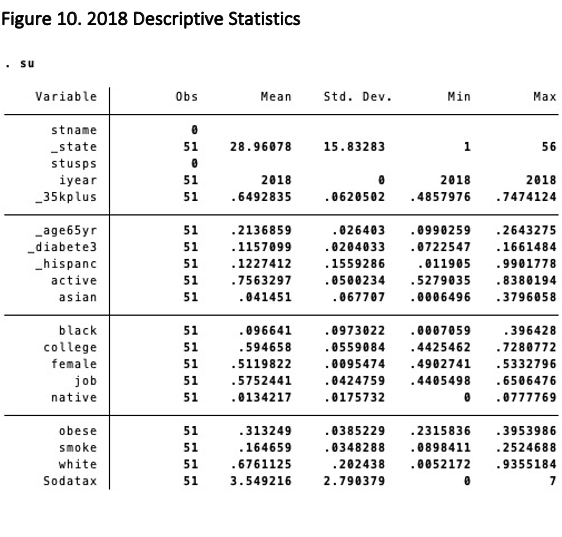 Figure 10. 2018 Descriptive Statistics
. su
Variable Obs Mean Std. Dev. Min Max
stname 0
_state 51 28.96078 15.83283 1 56
stusps 0
iyear 51 2018 0 2018 2018
_35kplus 51 .6492835 .0620502 .4857976 .7474124
_age65yr 51 .2136859 .026403 .0990259 .2643275
_diabete3 51 .1157099 .0204033 .0722547 .1661484
_hispanc 51 .1227412 .1559286 .011905 .9901778
active 51 .7563297 .0500234 .5279035 .8380194
asian 51 .041451 .067707 .0006496 .3796058
black 51 .096641 .0973022 .0007059 .396428
college 51 .594658 .0559084 .4425462 .7280772
female 51 .5119822 .0095474 .4902741 .5332796
job 51 .5752441 .0424759 .4405498 .6506476
native 51 .0134217 .0175732 0 .0777769
obese 51 .313249 .0385229 .2315836 .3953986
smoke 51 .164659 .0348288 .0898411 .2524688
white 51 .6761125 .202438 .0052172 .9355184
Sodatax 51 3.549216 2.790379 0 7